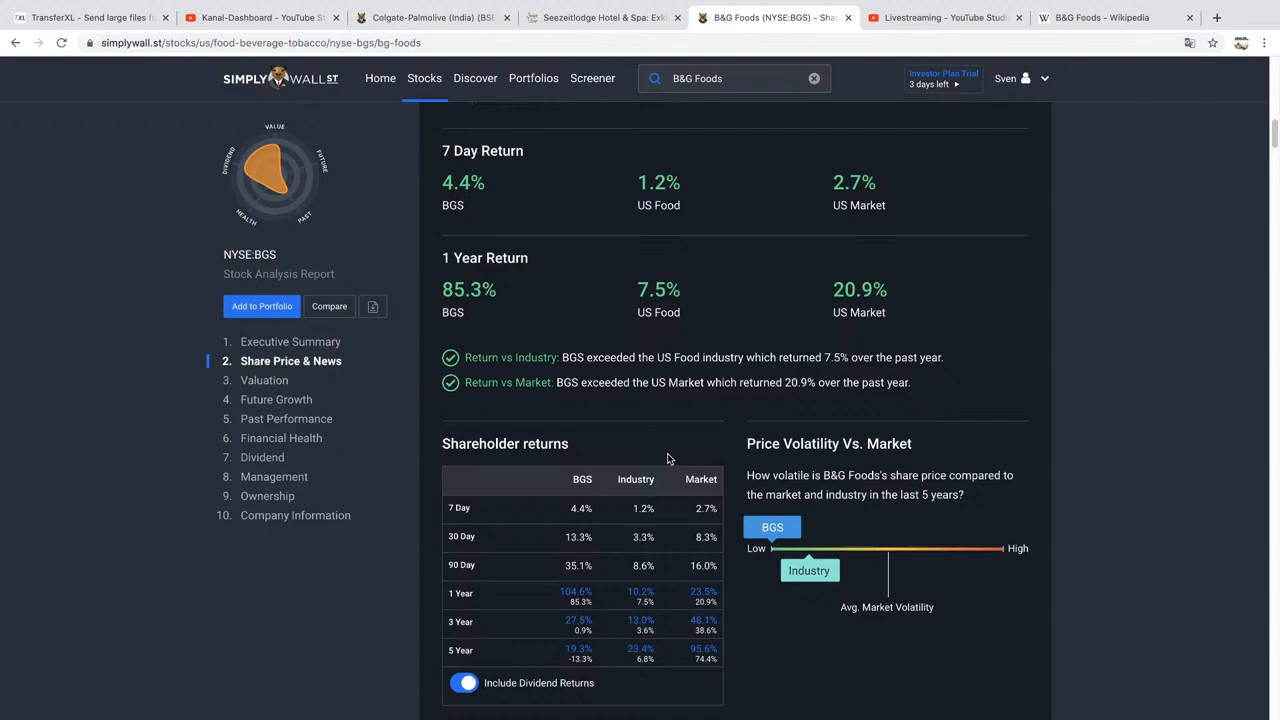 TransferXL - Send large files f
Kanal-Dashboard - YouTube St
Colgate-Palmolive (India) (BSE
Seezeitlodge Hotel & Spa: Exk
B&G Foods (NYSE:BGS) - Sha
Livestreaming - YouTube Studi
B&G Foods - Wikipedia
simplywall.st/stocks/us/food-beverage-tobacco/nyse-bgs/bg-foods
SIMPLY WALL ST
Home
Stocks
Discover
Portfolios
Screener
B&G Foods
Investor Plan Trial
3 days left
Sven
VALUE
FUTURE
PAST
HEALTH
DIVIDEND
NYSE:BGS
Stock Analysis Report
Add to Portfolio
Compare
1. Executive Summary
2. Share Price & News
3. Valuation
4. Future Growth
5. Past Performance
6. Financial Health
7. Dividend
8. Management
9. Ownership
10. Company Information
7 Day Return
4.4% 1.2% 2.7%
BGS US Food US Market
1 Year Return
85.3% 7.5% 20.9%
BGS US Food US Market
Return vs Industry: BGS exceeded the US Food industry which returned 7.5% over the past year.
Return vs Market: BGS exceeded the US Market which returned 20.9% over the past year.
Shareholder returns
BGS Industry Market
7 Day 4.4% 1.2% 2.7%
30 Day 13.3% 3.3% 8.3%
90 Day 35.1% 8.6% 16.0%
1 Year 104.6% 10.2% 23.5%
85.3% 7.5% 20.9%
3 Year 27.5% 13.0% 48.1%
0.9% 3.6% 38.6%
5 Year 19.3% 23.4% 95.6%
-13.3% 6.8% 74.4%
Include Dividend Returns
Price Volatility Vs. Market
How volatile is B&G Foods's share price compared to
the market and industry in the last 5 years?
BGS
Low High
Industry
Avg. Market Volatility